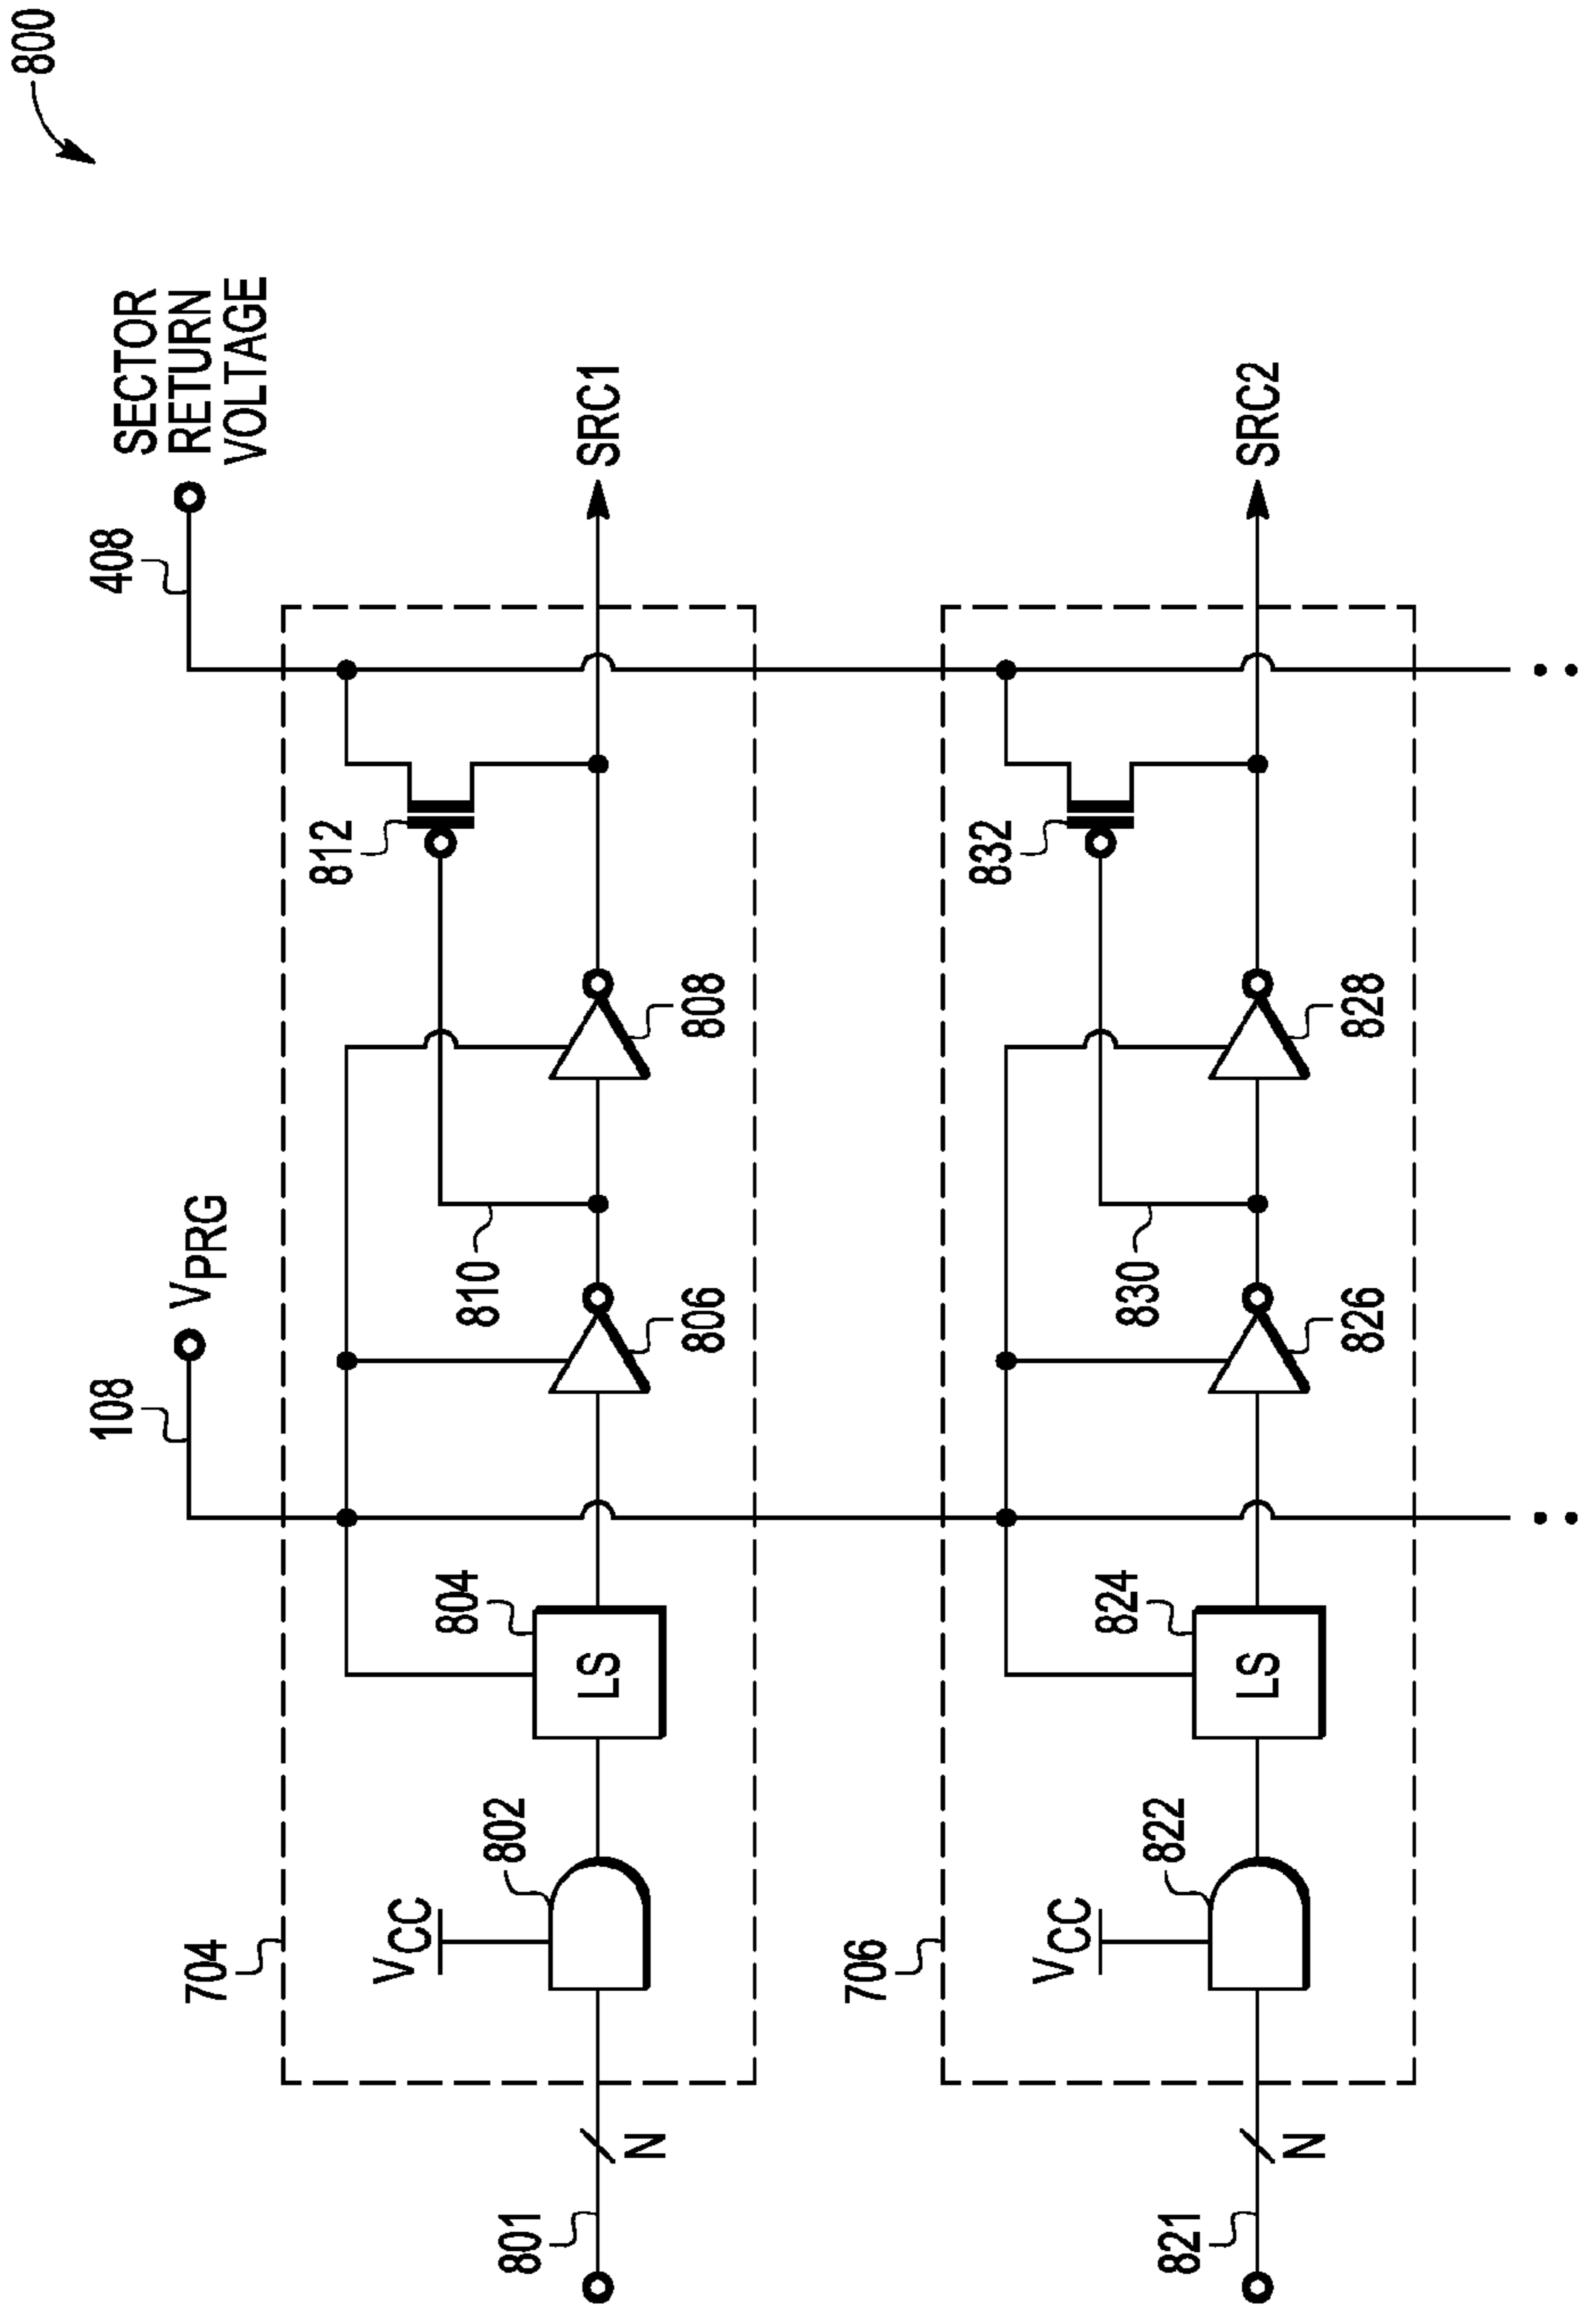 800
SECTOR
RETURN
VOLTAGE
408
VPRG
108
SRC1
812
808
810
806
804
LS
802
VCC
704
N
801
SRC2
832
828
830
826
824
LS
822
VCC
706
N
821